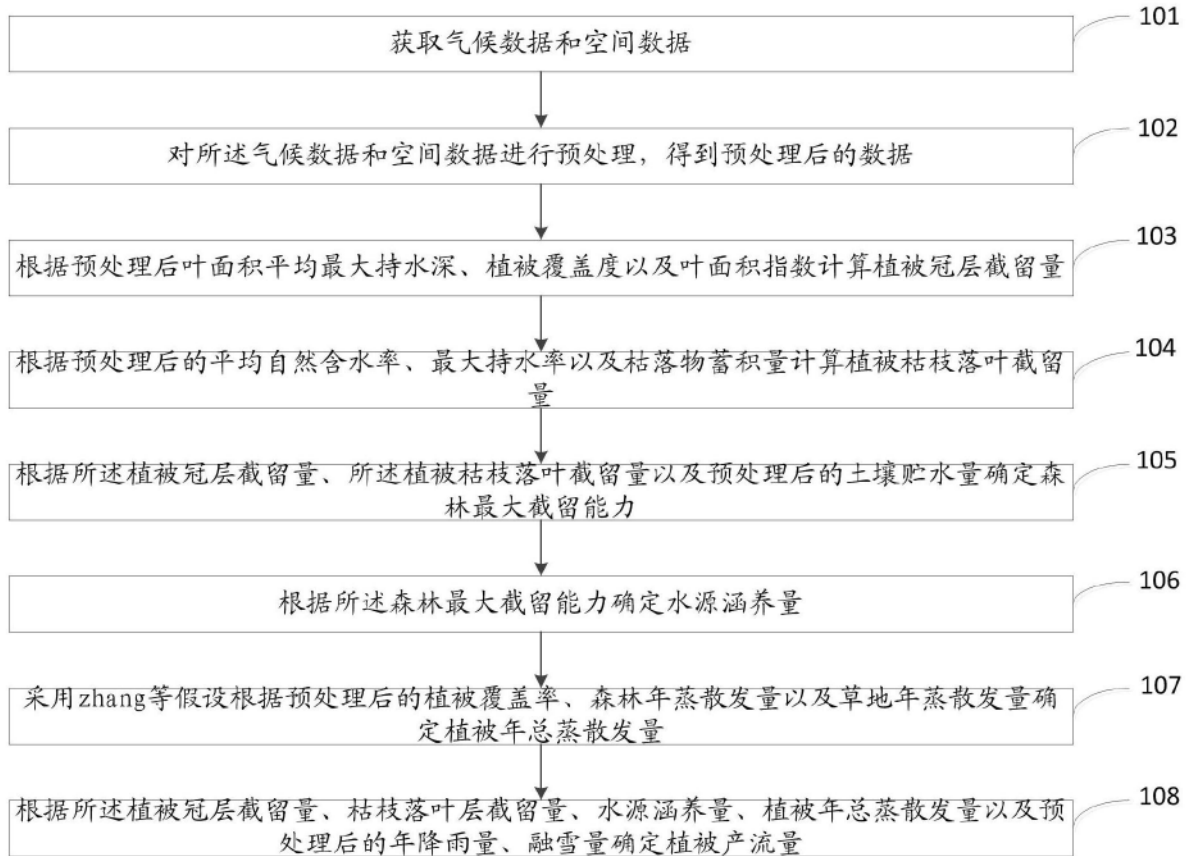 获取气候数据和空间数据
101
对所述气候数据和空间数据进行预处理，得到预处理后的数据
102
根据预处理后叶面积平均最大持水深、植被覆盖度以及叶面积指数计算植被冠层截留量
103
根据预处理后的平均自然含水率、最大持水率以及枯落物蓄积量计算植被枯枝落叶截留
量
104
根据所述植被冠层截留量、所述植被枯枝落叶截留量以及预处理后的土壤贮水量确定森
林最大截留能力
105
根据所述森林最大截留能力确定水源涵养量
106
采用zhang等假设根据预处理后的植被覆盖率、森林年蒸散发量以及草地年蒸散发量确
定植被年总蒸散发量
107
根据所述植被冠层截留量、枯枝落叶层截留量、水源涵养量、植被年总蒸散发量以及预
处理后的年降雨量、融雪量确定植被产流量
108